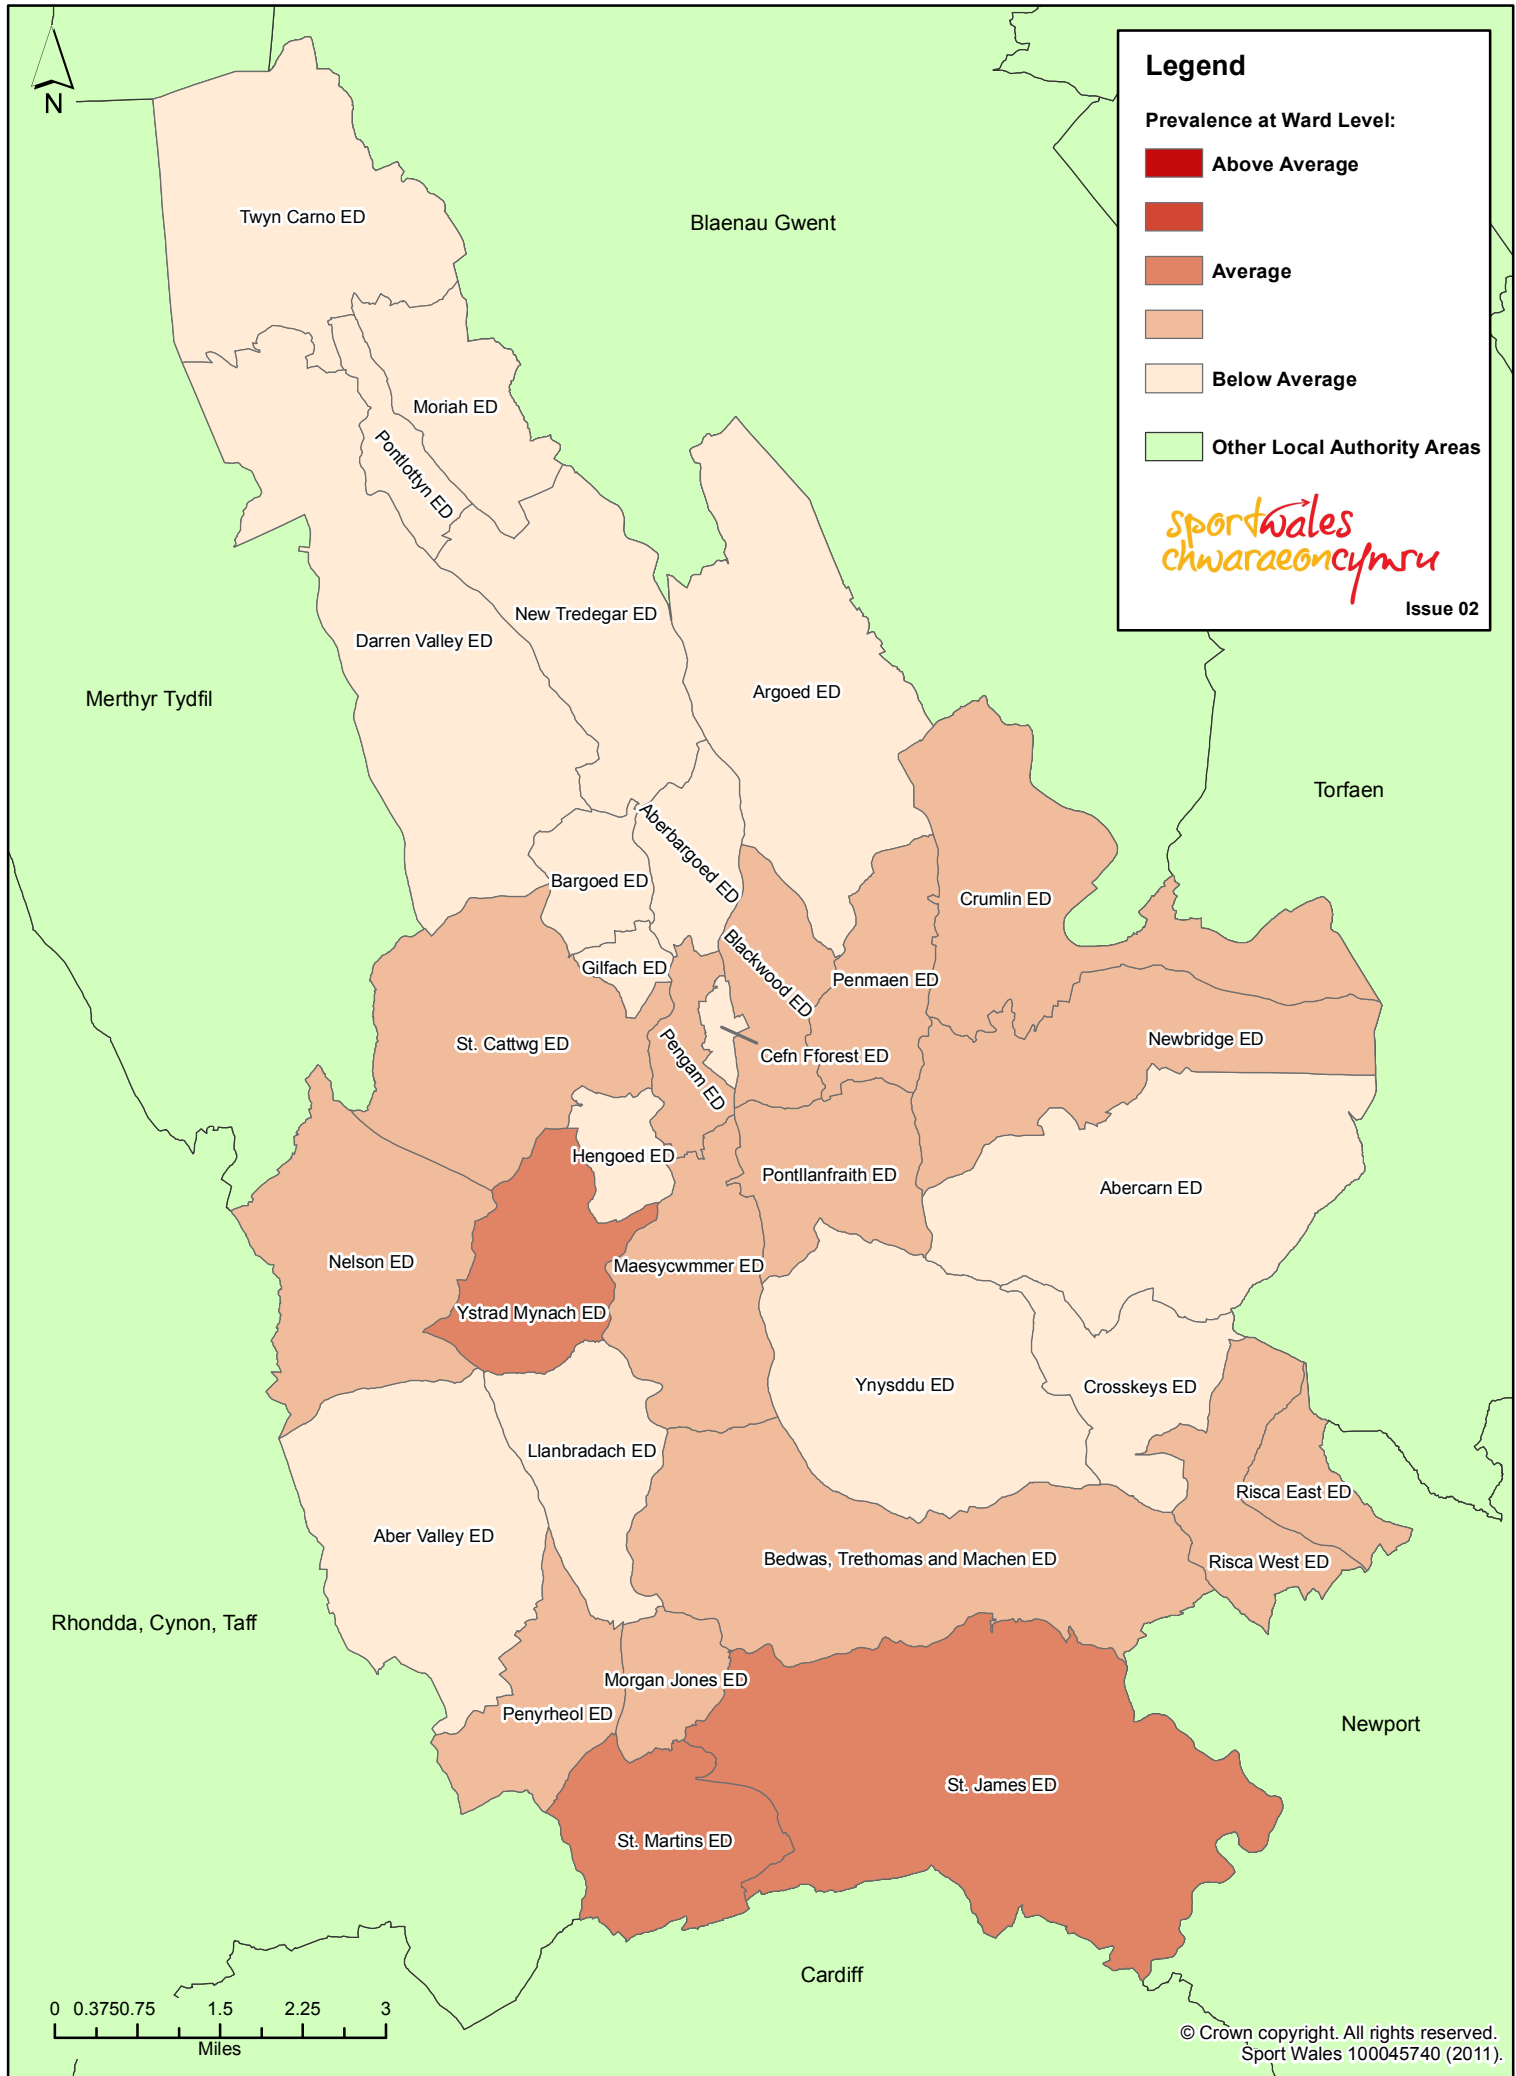 N
Legend
Prevalence at Ward Level:
Above Average
Average
Below Average
Other Local Authority Areas
sportwales
chwaraeoncymru
Issue 02
Twyn Carno ED
Blaenau Gwent
Moriah ED
Pontlottyn ED
New Tredegar ED
Darren Valley ED
Merthyr Tydfil
Argoed ED
Torfaen
Aberbargoed ED
Bargoed ED
Crumlin ED
Blackwood ED
Gilfach ED
Penmaen ED
St. Cattwg ED
Pengam ED
Cefn Fforest ED
Newbridge ED
Hengoed ED
Pontllanfraith ED
Abercarn ED
Nelson ED
Maesycwmmer ED
Ystrad Mynach ED
Ynysddu ED
Crosskeys ED
Llanbradach ED
Risca East ED
Aber Valley ED
Bedwas, Trethomas and Machen ED
Risca West ED
Rhondda, Cynon, Taff
Morgan Jones ED
Penyrheol ED
Newport
St. James ED
St. Martins ED
Cardiff
0 0.3750.75 1.5 2.25 3
Miles
© Crown copyright. All rights reserved.
Sport Wales 100045740 (2011).